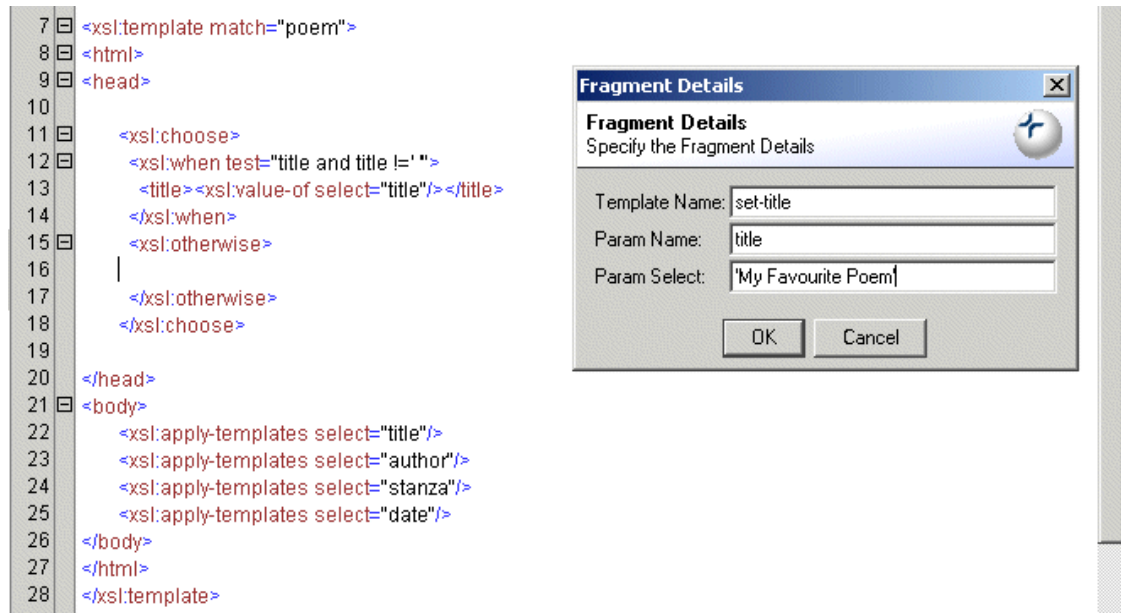 7 <xsl:template match="poem">
8 <html>
9 <head>
10
11 <xsl:choose>
12 <xsl:when test="title and title !=' '">
13 <title><xsl:value-of select="title"/></title>
14 </xsl:when>
15 <xsl:otherwise>
16
17 </xsl:otherwise>
18 </xsl:choose>
19
20 </head>
21 <body>
22 <xsl:apply-templates select="title"/>
23 <xsl:apply-templates select="author"/>
24 <xsl:apply-templates select="stanza"/>
25 <xsl:apply-templates select="date"/>
26 </body>
27 </html>
28 </xsl:template>
Fragment Details
Fragment Details
Specify the Fragment Details
Template Name: set-title
Param Name: title
Param Select: 'My Favourite Poem'
OK Cancel